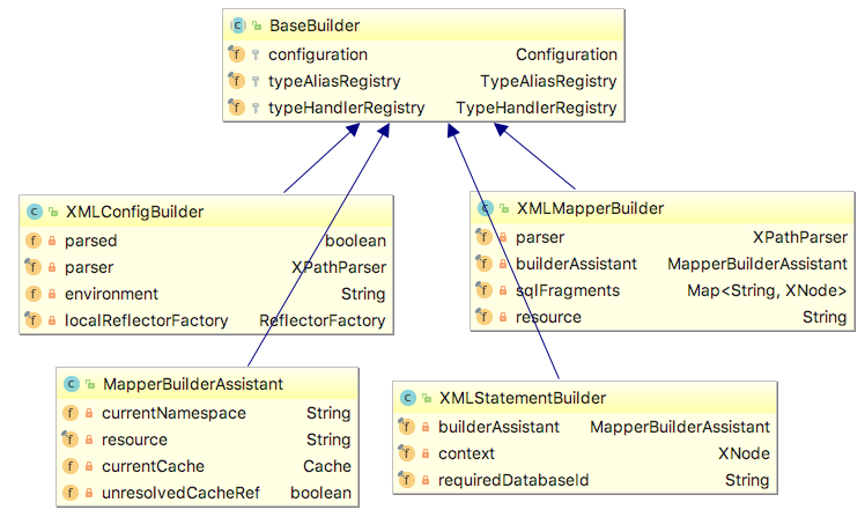 BaseBuilder
configuration Configuration
typeAliasRegistry TypeAliasRegistry
typeHandlerRegistry TypeHandlerRegistry
XMLConfigBuilder
parsed boolean
parser XPathParser
environment String
localReflectorFactory ReflectorFactory
XMLMapperBuilder
parser XPathParser
builderAssistant MapperBuilderAssistant
sqlFragments Map<String, XNode>
resource String
MapperBuilderAssistant
currentNamespace String
resource String
currentCache Cache
unresolvedCacheRef boolean
XMLStatementBuilder
builderAssistant MapperBuilderAssistant
context XNode
requiredDatabaseId String